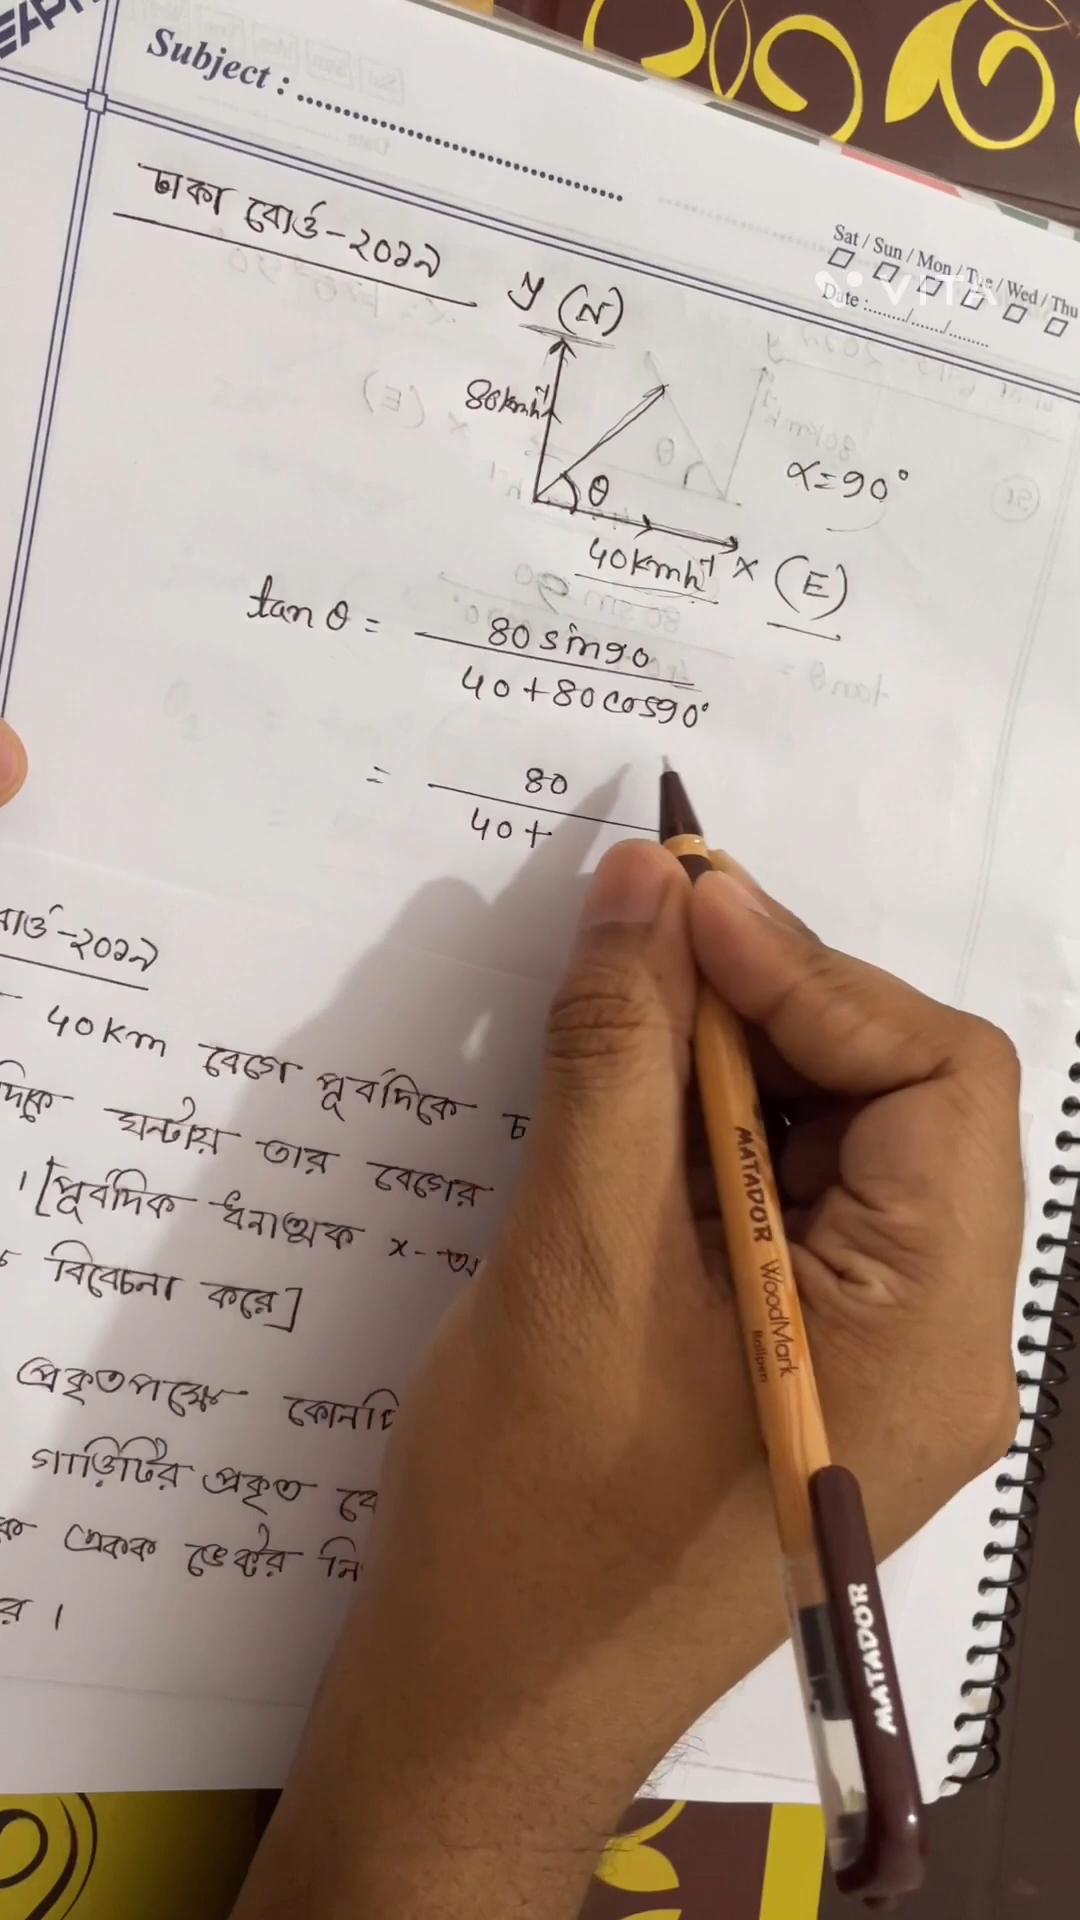 Subject :
Sat / Sun / Mon / Tue / Wed / Thu
Date :......./......./.........
VITA
ঢাকা বোর্ড-২০১৯
y (N)
80kmh⁻¹
θ
α=90°
40kmh⁻¹ x (E)
tan θ = 80 sin90 / 40+80cos90°
= 80 / 40+
বোর্ড-২০১৯
40km বেগে পূর্বদিকে চ
দিকে ঘন্টায় তার বেগের
। [পূর্বদিক ধনাত্মক x-অ
বিবেচনা করে]
প্রকৃতপক্ষে কোনদি
গাড়িটির প্রকৃত বে
একক ভেক্টর নি
র ।
MATADOR WoodMark
Ballpen
MATADOR